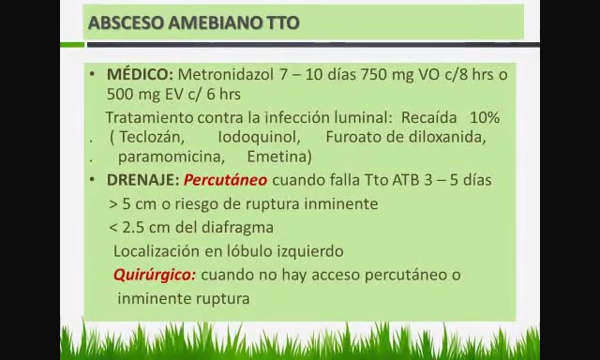 ABSCESO AMEBIANO TTO
• MÉDICO: Metronidazol 7 – 10 días 750 mg VO c/8 hrs o
500 mg EV c/ 6 hrs
Tratamiento contra la infección luminal: Recaída 10%
. ( Teclozán, Iodoquinol, Furoato de diloxanida,
. paramomicina, Emetina)
• DRENAJE: Percutáneo cuando falla Tto ATB 3 – 5 días
> 5 cm o riesgo de ruptura inminente
< 2.5 cm del diafragma
Localización en lóbulo izquierdo
Quirúrgico: cuando no hay acceso percutáneo o
inminente ruptura